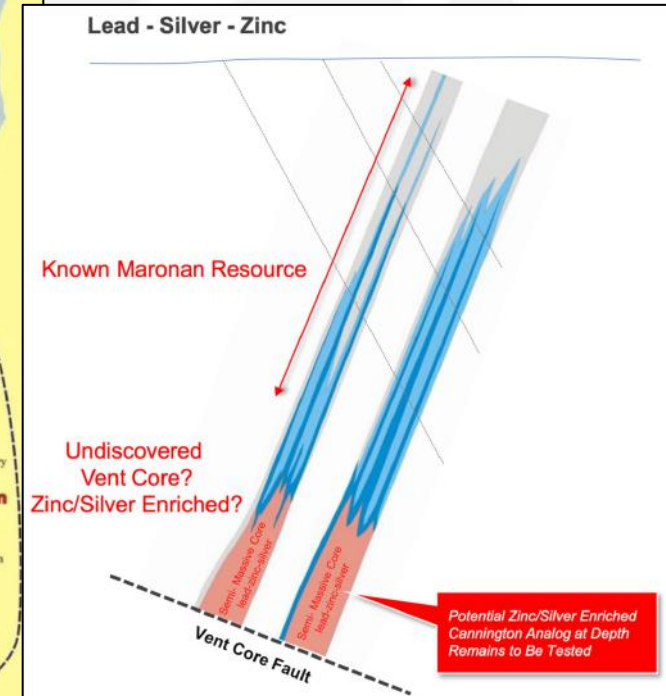 Lead - Silver - Zinc
Known Maronan Resource
Undiscovered
Vent Core?
Zinc/Silver Enriched?
Semi- Massive Core
lead-zinc-silver
Semi- Massive Core
lead-zinc-silver
Vent Core Fault
Potential Zinc/Silver Enriched
Cannington Analog at Depth
Remains to Be Tested